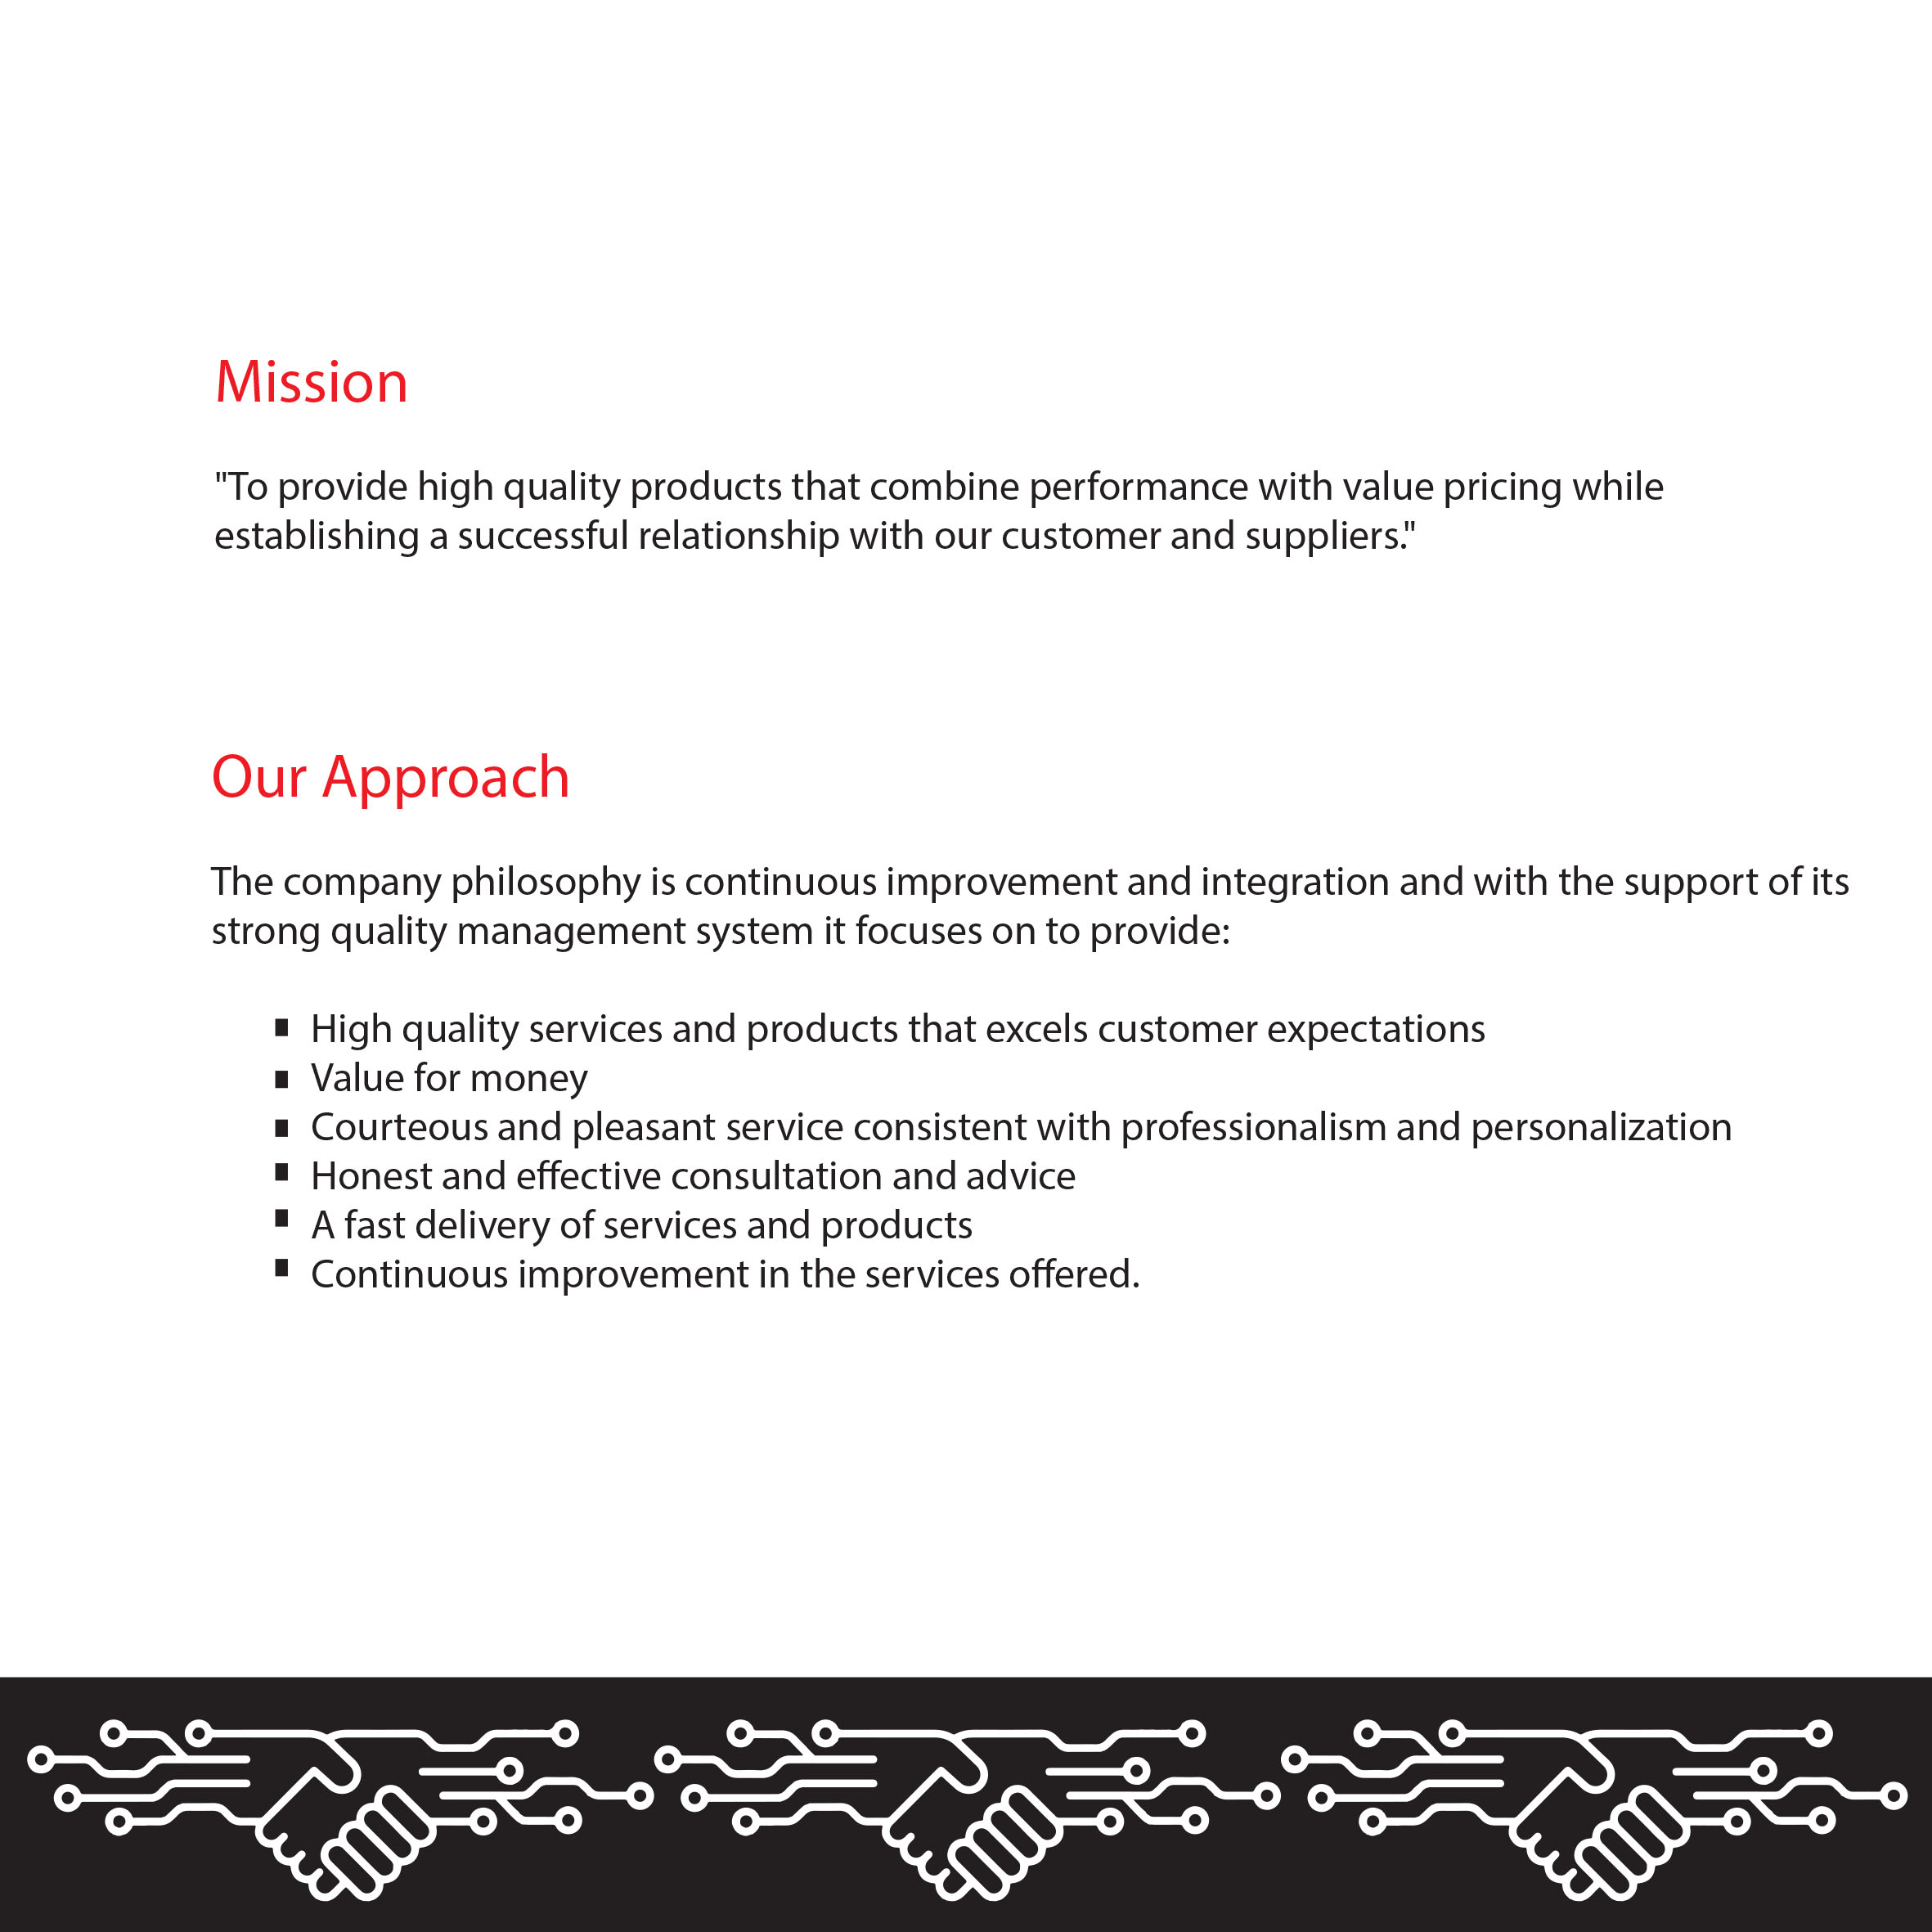 Mission
"To provide high quality products that combine performance with value pricing while
establishing a successful relationship with our customer and suppliers."
Our Approach
The company philosophy is continuous improvement and integration and with the support of its
strong quality management system it focuses on to provide:
High quality services and products that excels customer expectations
Value for money
Courteous and pleasant service consistent with professionalism and personalization
Honest and effective consultation and advice
A fast delivery of services and products
Continuous improvement in the services offered.